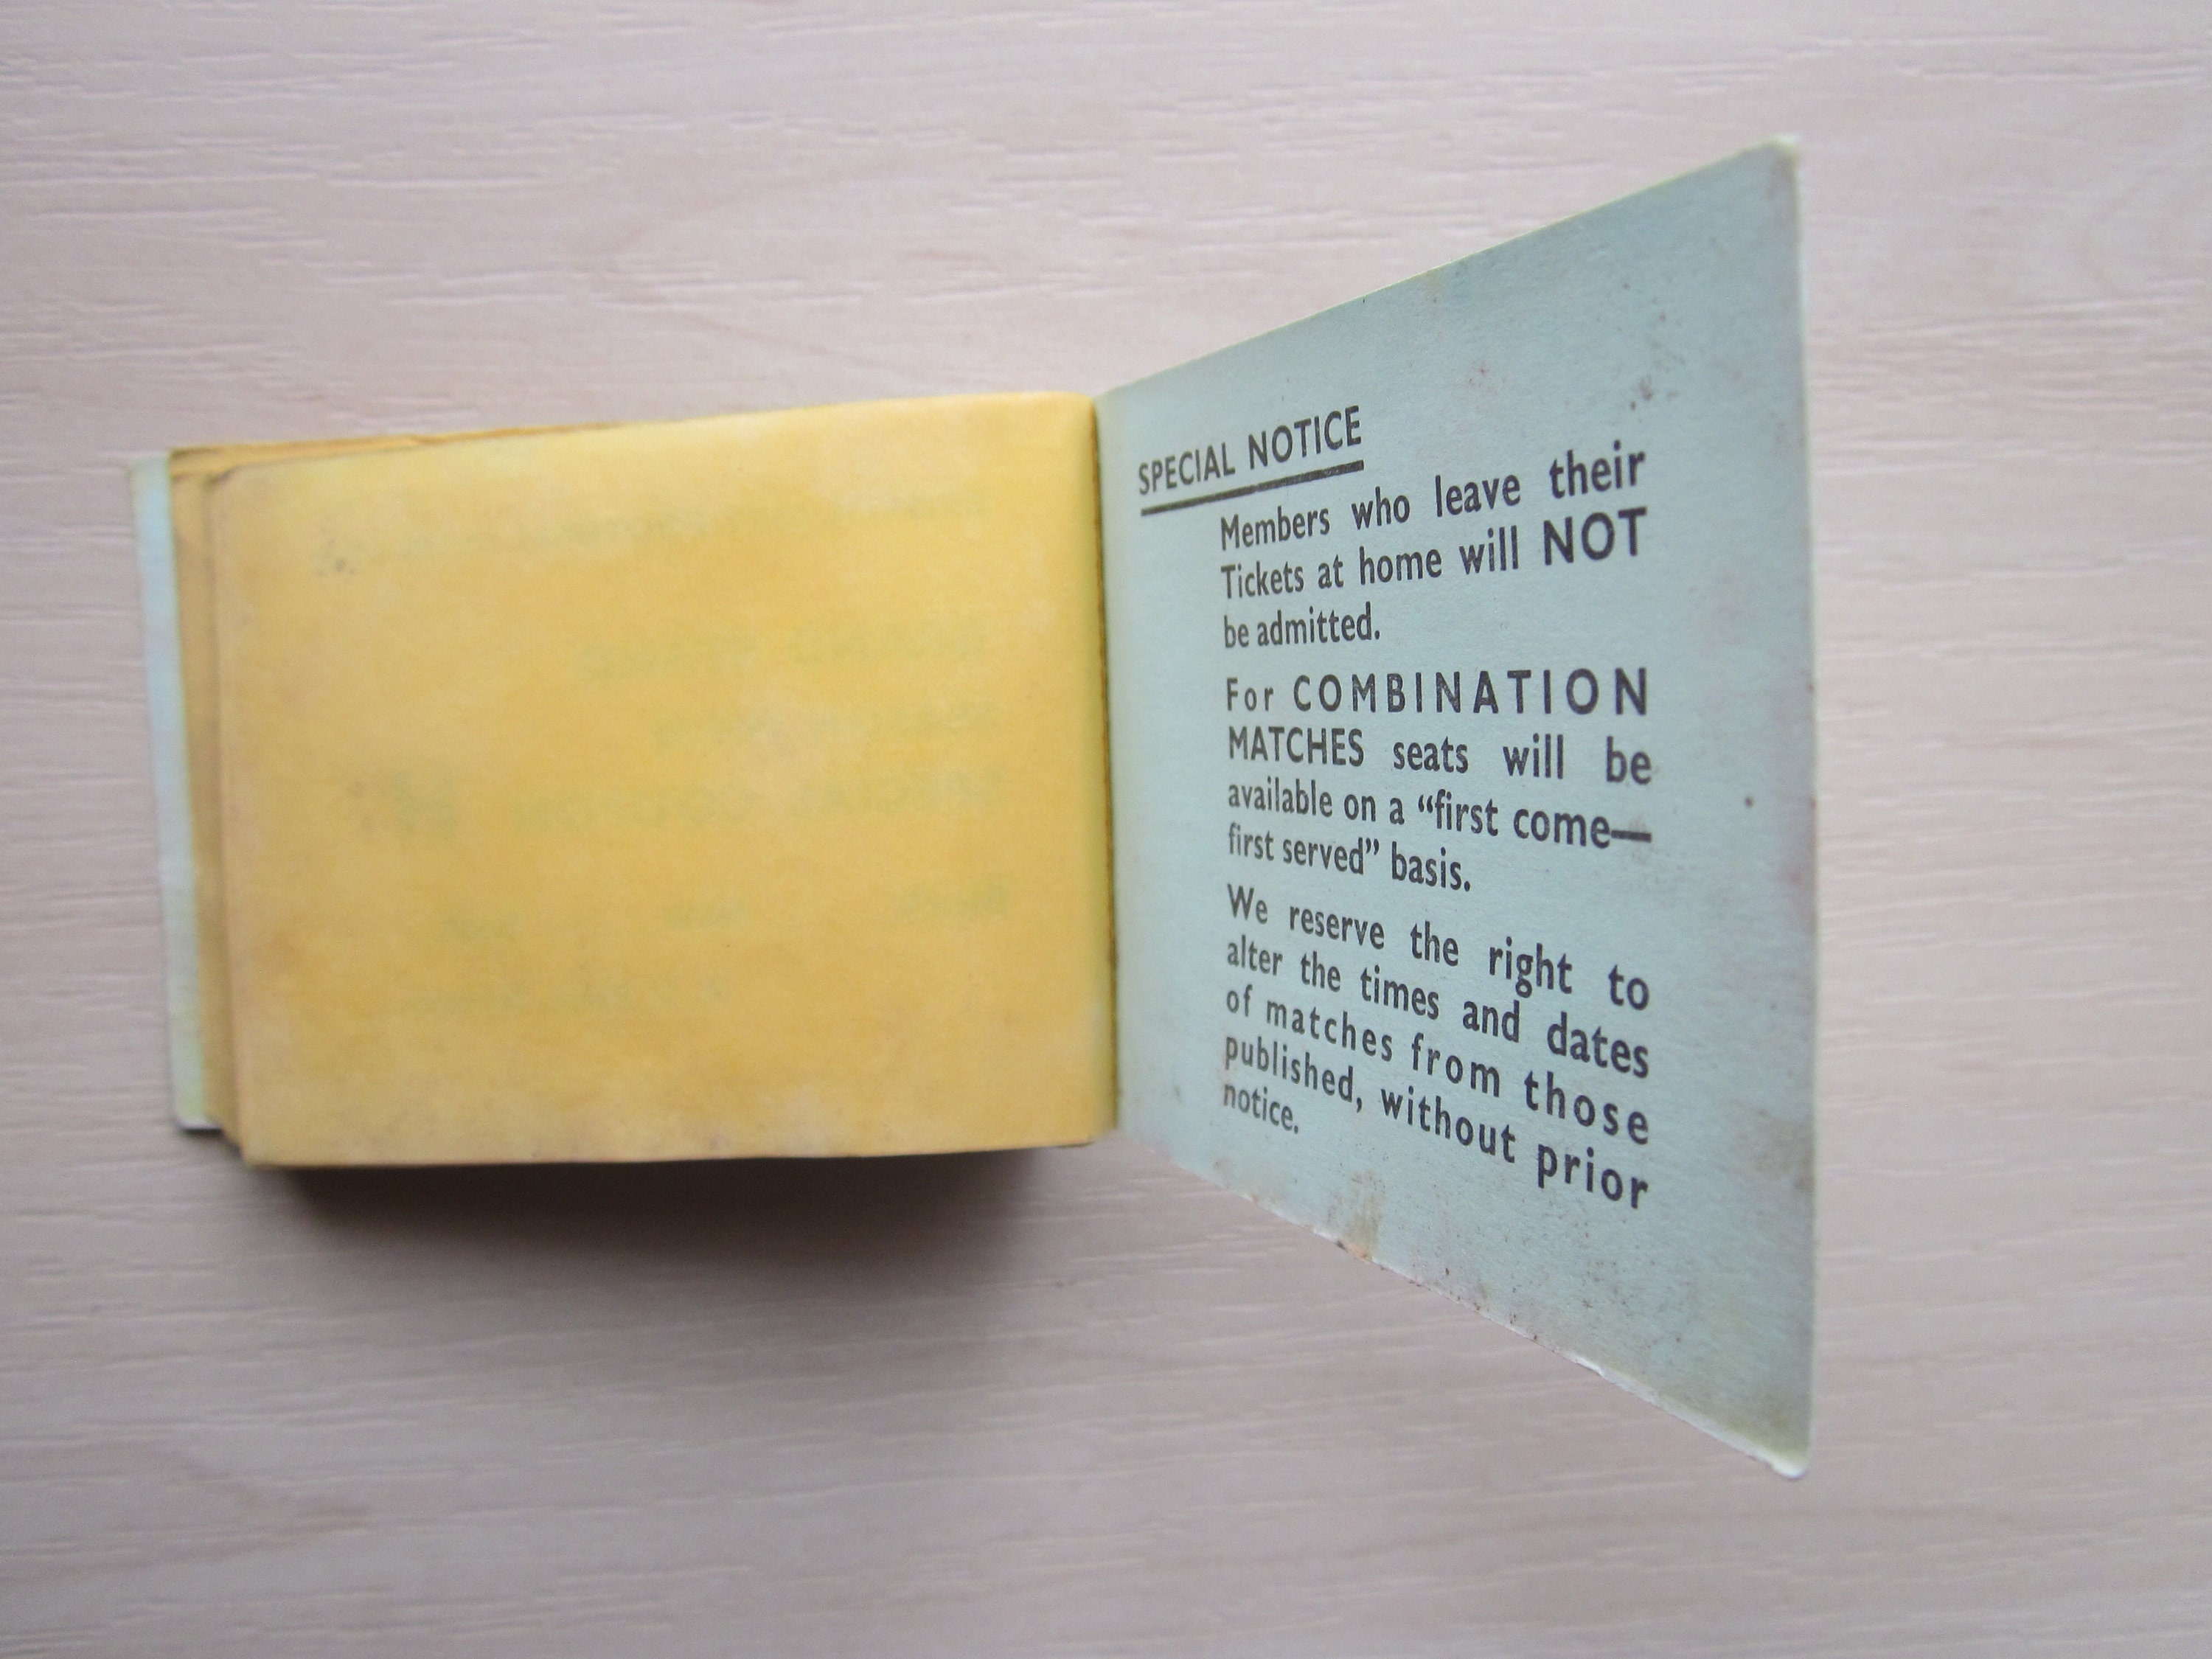 SPECIAL NOTICE
Members who leave their
Tickets at home will NOT
be admitted.
For COMBINATION
MATCHES seats will be
available on a “first come—
first served” basis.
We reserve the right to
alter the times and dates
of matches from those
published, without prior
notice.